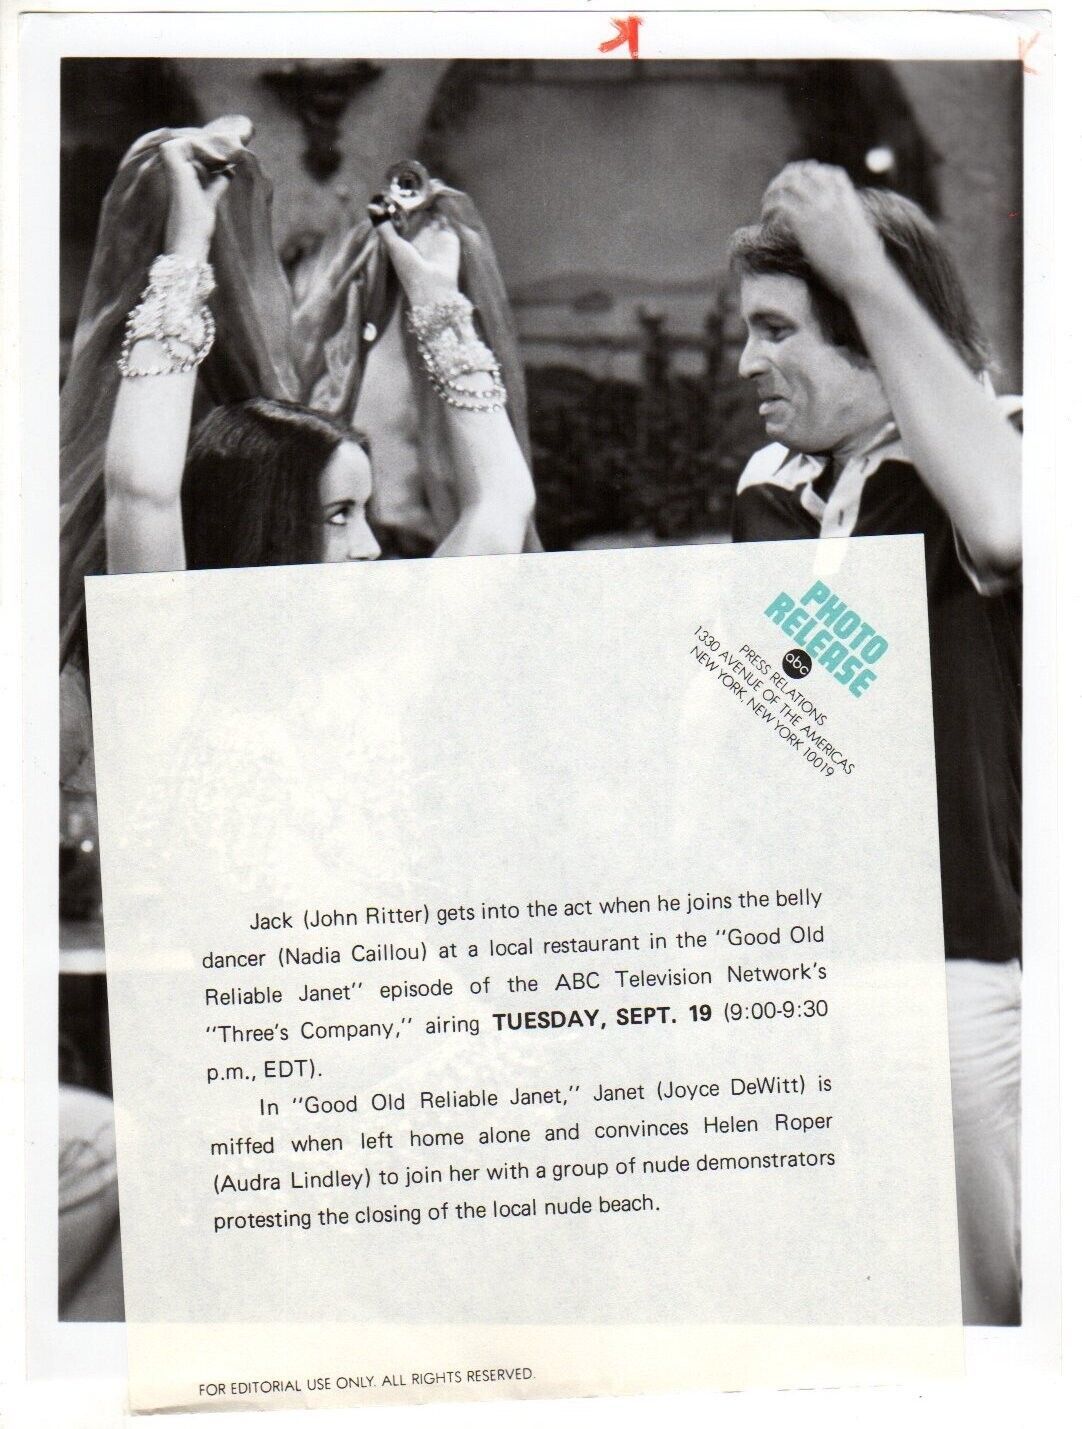 K
K
PHOTO
RELEASE
abc
PRESS RELATIONS
1330 AVENUE OF THE AMERICAS
NEW YORK, NEW YORK 10019
Jack (John Ritter) gets into the act when he joins the belly
dancer (Nadia Caillou) at a local restaurant in the "Good Old
Reliable Janet" episode of the ABC Television Network's
"Three's Company," airing TUESDAY, SEPT. 19 (9:00-9:30
p.m., EDT).
In "Good Old Reliable Janet," Janet (Joyce DeWitt) is
miffed when left home alone and convinces Helen Roper
(Audra Lindley) to join her with a group of nude demonstrators
protesting the closing of the local nude beach.
FOR EDITORIAL USE ONLY. ALL RIGHTS RESERVED.